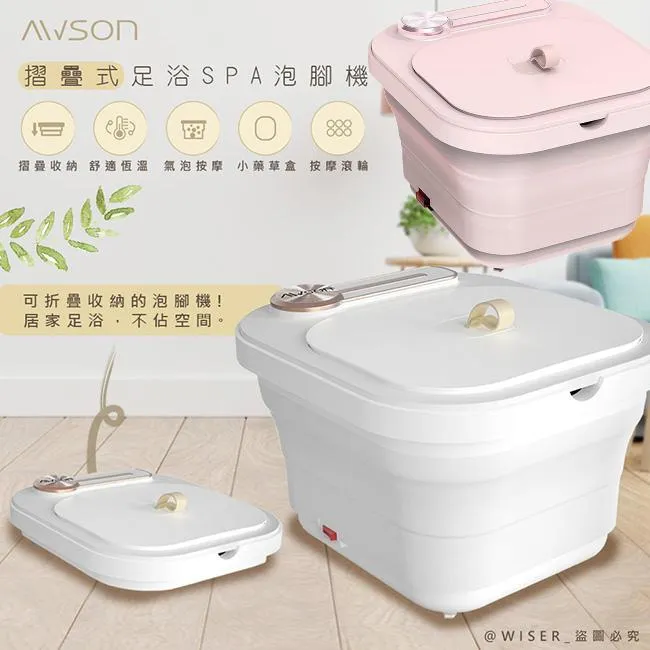 AWSON
摺疊式足浴SPA泡腳機
摺疊收納 舒適恆溫 氣泡按摩 小藥草盒 按摩滾輪
可折疊收納的泡腳機!
居家足浴，不佔空間。
AWSON
@WISER_盜圖必究